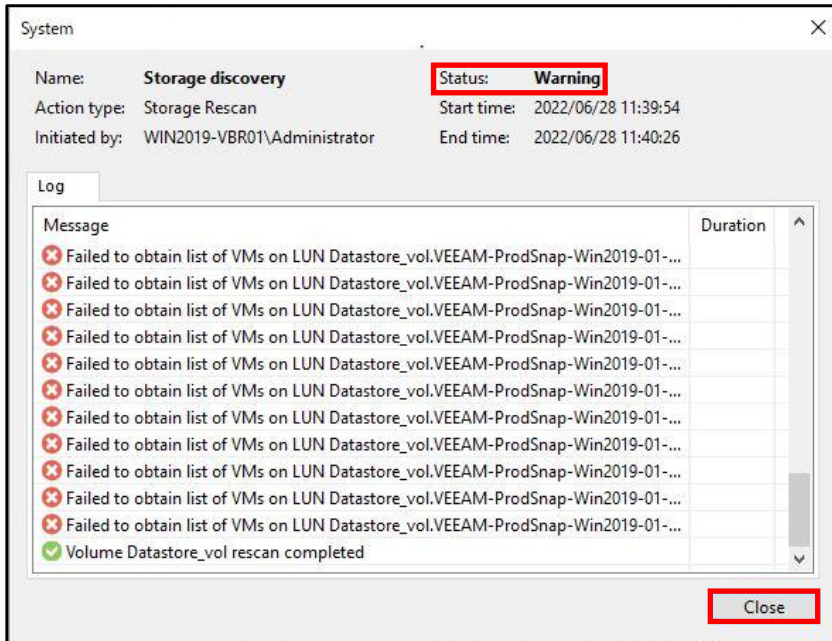 System
Name: Storage discovery Status: Warning
Action type: Storage Rescan Start time: 2022/06/28 11:39:54
Initiated by: WIN2019-VBR01\Administrator End time: 2022/06/28 11:40:26
Log
Message Duration
Failed to obtain list of VMs on LUN Datastore_vol.VEEAM-ProdSnap-Win2019-01-...
Failed to obtain list of VMs on LUN Datastore_vol.VEEAM-ProdSnap-Win2019-01-...
Failed to obtain list of VMs on LUN Datastore_vol.VEEAM-ProdSnap-Win2019-01-...
Failed to obtain list of VMs on LUN Datastore_vol.VEEAM-ProdSnap-Win2019-01-...
Failed to obtain list of VMs on LUN Datastore_vol.VEEAM-ProdSnap-Win2019-01-...
Failed to obtain list of VMs on LUN Datastore_vol.VEEAM-ProdSnap-Win2019-01-...
Failed to obtain list of VMs on LUN Datastore_vol.VEEAM-ProdSnap-Win2019-01-...
Failed to obtain list of VMs on LUN Datastore_vol.VEEAM-ProdSnap-Win2019-01-...
Failed to obtain list of VMs on LUN Datastore_vol.VEEAM-ProdSnap-Win2019-01-...
Failed to obtain list of VMs on LUN Datastore_vol.VEEAM-ProdSnap-Win2019-01-...
Failed to obtain list of VMs on LUN Datastore_vol.VEEAM-ProdSnap-Win2019-01-...
Volume Datastore_vol rescan completed
Close